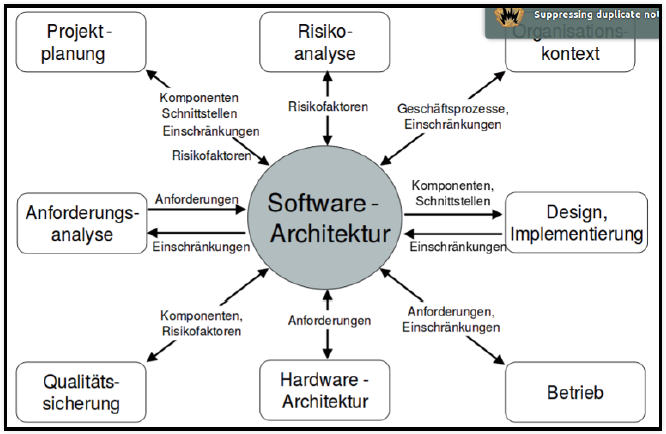 Projekt-
planung
Risiko-
analyse
Suppressing duplicate not
Organisations-
kontext
Komponenten
Schnittstellen
Einschränkungen
Risikofaktoren
Risikofaktoren
Geschäftsprozesse,
Einschränkungen
Anforderungs-
analyse
Anforderungen
Einschränkungen
Software-
Architektur
Komponenten,
Schnittstellen
Einschränkungen
Design,
Implementierung
Komponenten,
Risikofaktoren
Anforderungen
Anforderungen,
Einschränkungen
Qualitäts-
sicherung
Hardware-
Architektur
Betrieb